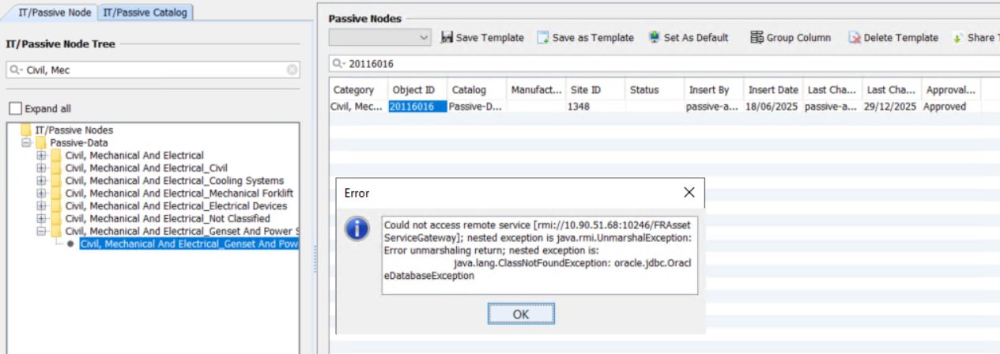 IT/Passive Node IT/Passive Catalog
IT/Passive Node Tree
Civil, Mec
Expand all
IT/Passive Nodes
Passive-Data
Civil, Mechanical And Electrical
Civil, Mechanical And Electrical_Civil
Civil, Mechanical And Electrical_Cooling Systems
Civil, Mechanical And Electrical_Mechanical Forklift
Civil, Mechanical And Electrical_Electrical Devices
Civil, Mechanical And Electrical_Not Classified
Civil, Mechanical And Electrical_Genset And Power S
Civil, Mechanical And Electrical_Genset And Pow
Passive Nodes
Save Template Save as Template Set As Default Group Column Delete Template Share T
20116016
Category Object ID Catalog Manufact... Site ID Status Insert By Insert Date Last Cha... Last Cha... Approval...
Civil, Mec... 20116016 Passive-D... 1348 passive-a... 18/06/2025 passive-a... 29/12/2025 Approved
Error
Could not access remote service [rmi://10.90.51.68:10246/FRAsset
ServiceGateway]; nested exception is java.rmi.UnmarshalException:
Error unmarshaling return; nested exception is:
java.lang.ClassNotFoundException: oracle.jdbc.Oracl
eDatabaseException
OK